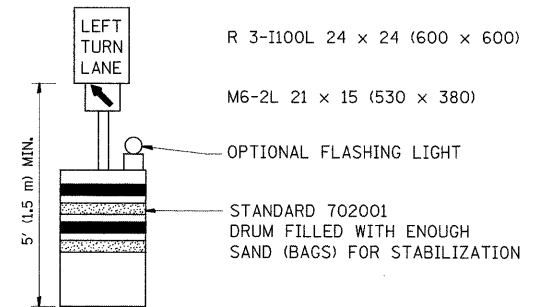 LEFT
TURN
LANE
R 3-I100L 24 x 24 (600 x 600)
M6-2L 21 x 15 (530 x 380)
OPTIONAL FLASHING LIGHT
5' (1.5 m) MIN.
STANDARD 702001
DRUM FILLED WITH ENOUGH
SAND (BAGS) FOR STABILIZATION